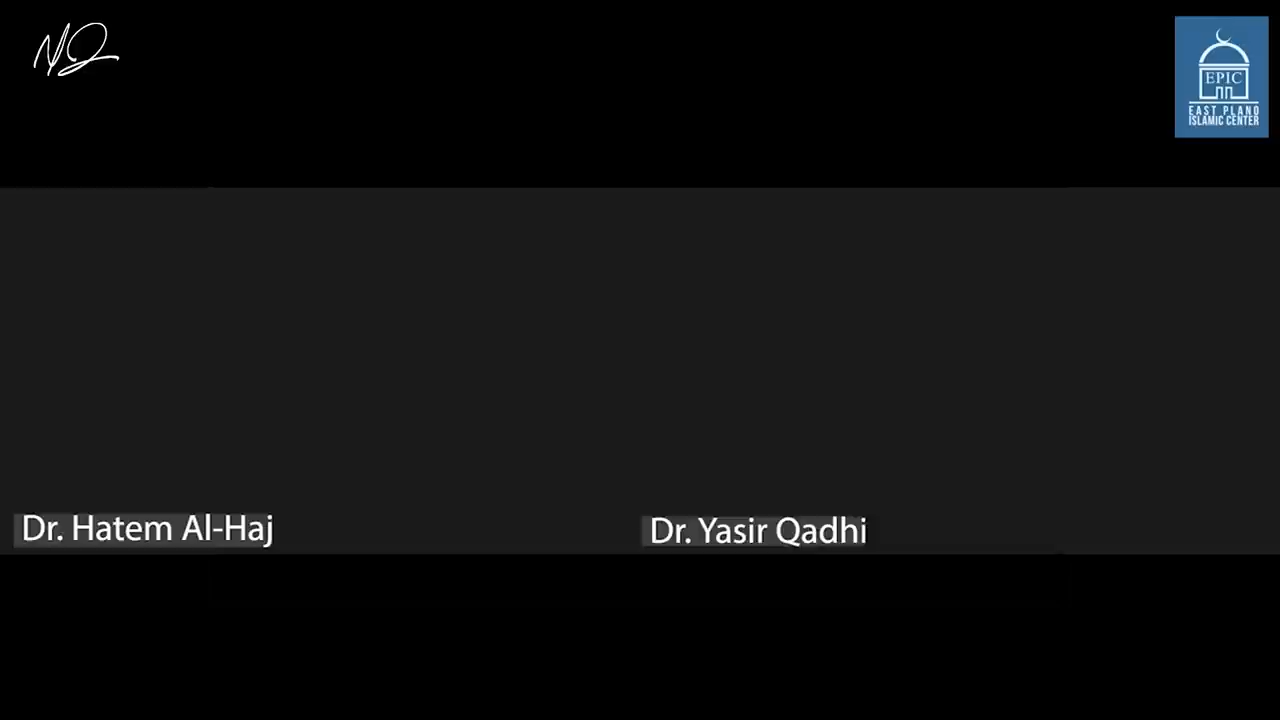 EPIC
EAST PLANO
ISLAMIC CENTER
Dr. Hatem Al-Haj
Dr. Yasir Qadhi